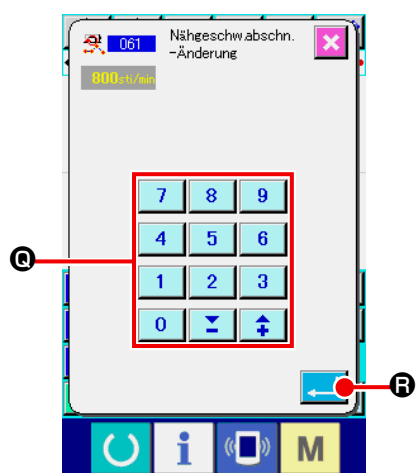 061
Nähgeschw.abschn.
-Änderung
800sti/min
7 8 9
4 5 6
1 2 3
0
Q
R
i
M